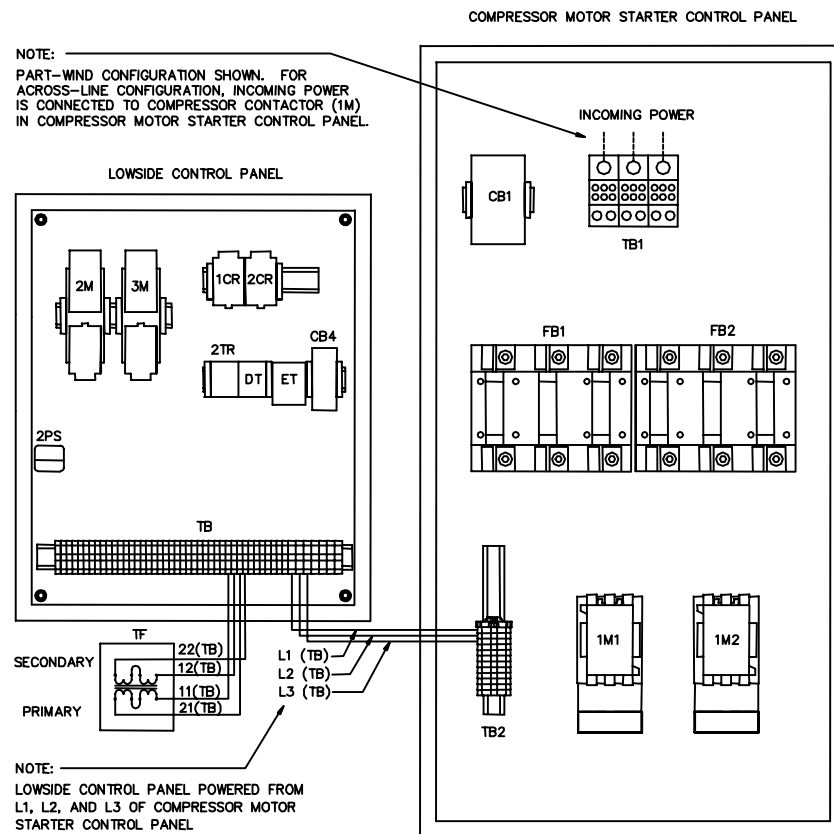 COMPRESSOR MOTOR STARTER CONTROL PANEL
NOTE:
PART-WIND CONFIGURATION SHOWN. FOR
ACROSS-LINE CONFIGURATION, INCOMING POWER
IS CONNECTED TO COMPRESSOR CONTACTOR (1M)
IN COMPRESSOR MOTOR STARTER CONTROL PANEL.
INCOMING POWER
LOWSIDE CONTROL PANEL
CB1
TB1
2M
3M
1CR
2CR
FB1
FB2
2TR
CB4
DT
ET
2PS
TB
TF
SECONDARY
22(TB)
12(TB)
11(TB)
PRIMARY
21(TB)
L1 (TB)
L2 (TB)
L3 (TB)
1M1
1M2
TB2
NOTE:
LOWSIDE CONTROL PANEL POWERED FROM
L1, L2, AND L3 OF COMPRESSOR MOTOR
STARTER CONTROL PANEL